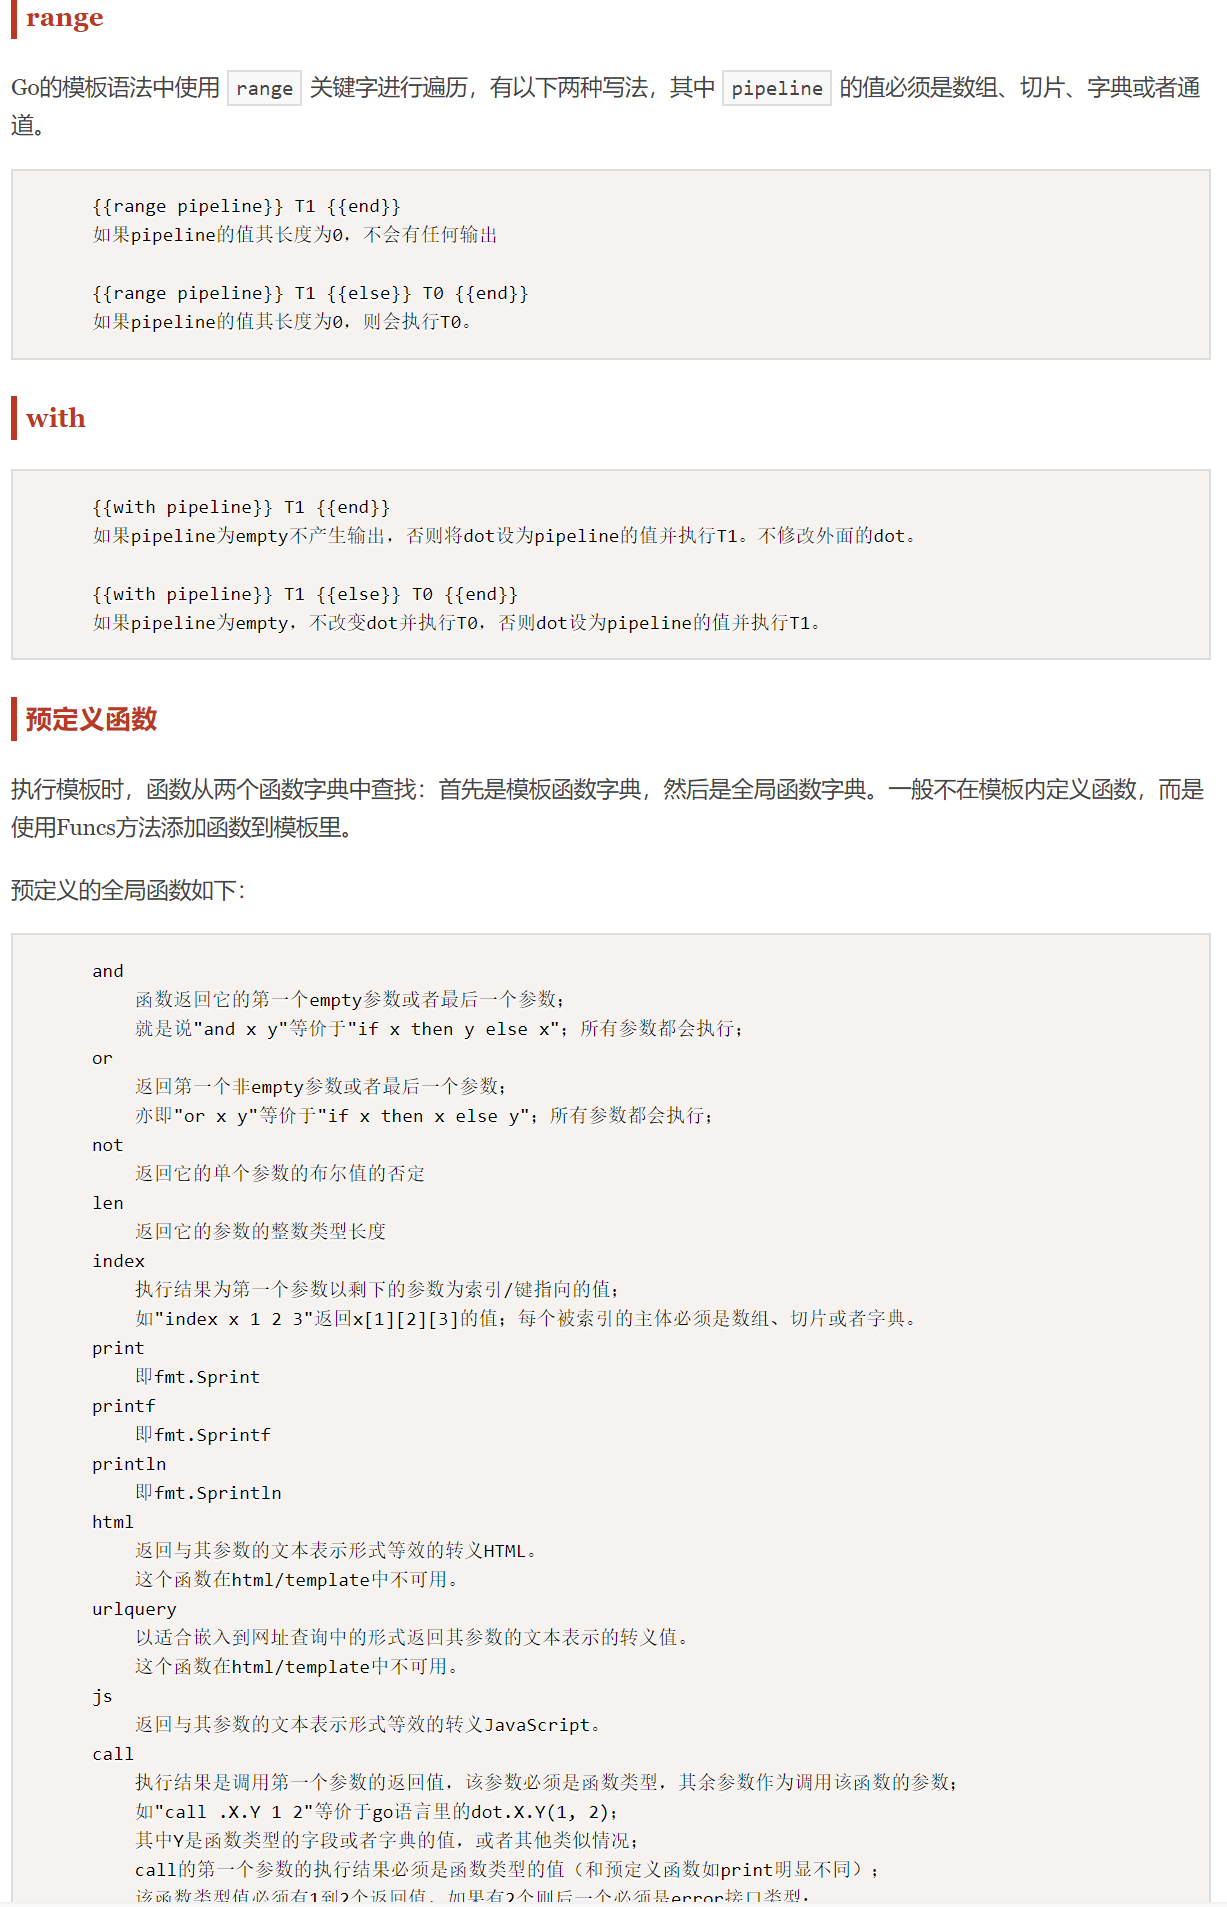 range
Go的模板语法中使用 range 关键字进行遍历，有以下两种写法，其中 pipeline 的值必须是数组、切片、字典或者通
道。
{{range pipeline}} T1 {{end}}
如果pipeline的值其长度为0，不会有任何输出
{{range pipeline}} T1 {{else}} T0 {{end}}
如果pipeline的值其长度为0，则会执行T0。
with
{{with pipeline}} T1 {{end}}
如果pipeline为empty不产生输出，否则将dot设为pipeline的值并执行T1。不修改外面的dot。
{{with pipeline}} T1 {{else}} T0 {{end}}
如果pipeline为empty，不改变dot并执行T0，否则dot设为pipeline的值并执行T1。
预定义函数
执行模板时，函数从两个函数字典中查找：首先是模板函数字典，然后是全局函数字典。一般不在模板内定义函数，而是
使用Funcs方法添加函数到模板里。
预定义的全局函数如下：
and
函数返回它的第一个empty参数或者最后一个参数；
就是说"and x y"等价于"if x then y else x"；所有参数都会执行；
or
返回第一个非empty参数或者最后一个参数；
亦即"or x y"等价于"if x then x else y"；所有参数都会执行；
not
返回它的单个参数的布尔值的否定
len
返回它的参数的整数类型长度
index
执行结果为第一个参数以剩下的参数为索引/键指向的值；
如"index x 1 2 3"返回x[1][2][3]的值；每个被索引的主体必须是数组、切片或者字典。
print
即fmt.Sprint
printf
即fmt.Sprintf
println
即fmt.Sprintln
html
返回与其参数的文本表示形式等效的转义HTML。
这个函数在html/template中不可用。
urlquery
以适合嵌入到网址查询中的形式返回其参数的文本表示的转义值。
这个函数在html/template中不可用。
js
返回与其参数的文本表示形式等效的转义JavaScript。
call
执行结果是调用第一个参数的返回值，该参数必须是函数类型，其余参数作为调用该函数的参数；
如"call .X.Y 1 2"等价于go语言里的dot.X.Y(1, 2)；
其中Y是函数类型的字段或者字典的值，或者其他类似情况；
call的第一个参数的执行结果必须是函数类型的值（和预定义函数如print明显不同）；
该函数类型值必须有1到2个返回值，如果有2个则后一个必须是error接口类型；